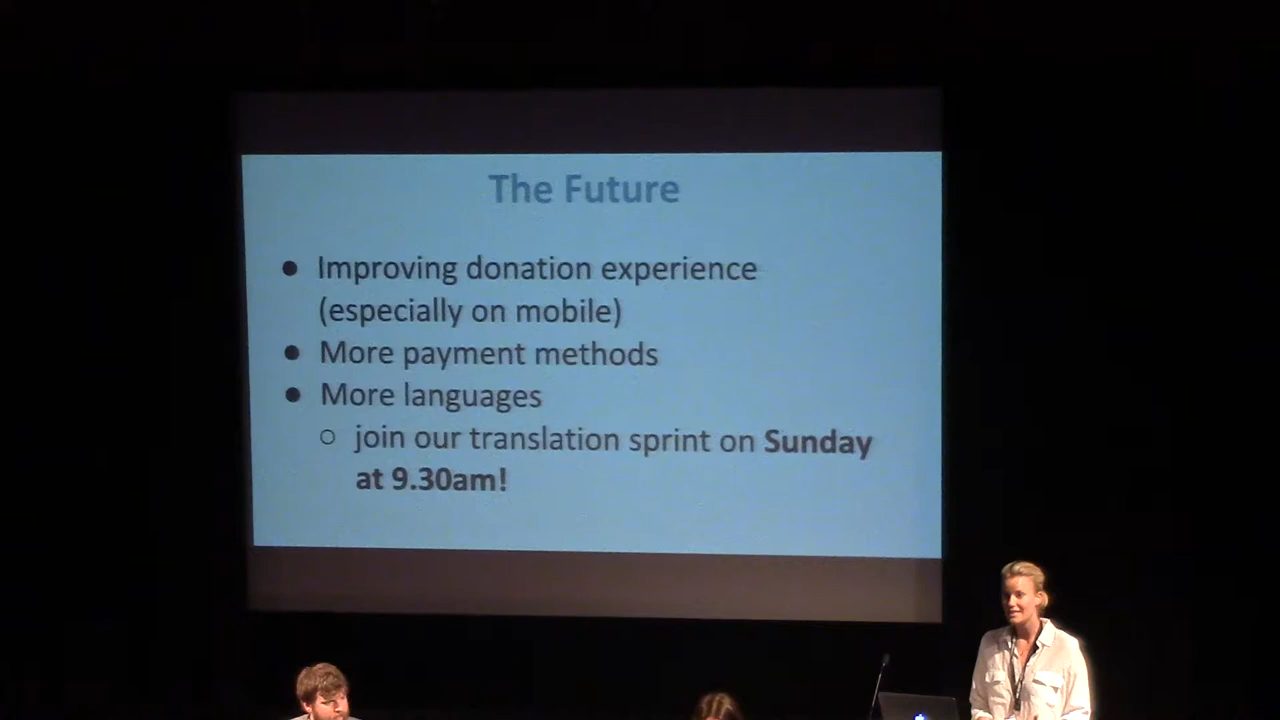 The Future
● Improving donation experience
(especially on mobile)
● More payment methods
● More languages
○ join our translation sprint on Sunday
at 9.30am!